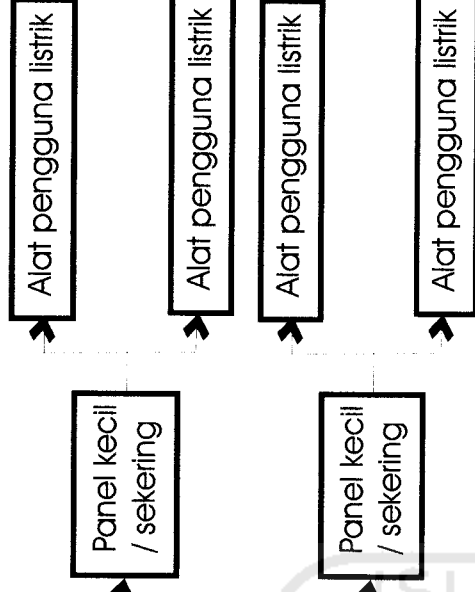 Alat pengguna listrik
Panel kecil
/ sekering
Alat pengguna listrik
Alat pengguna listrik
Panel kecil
/ sekering
Alat pengguna listrik